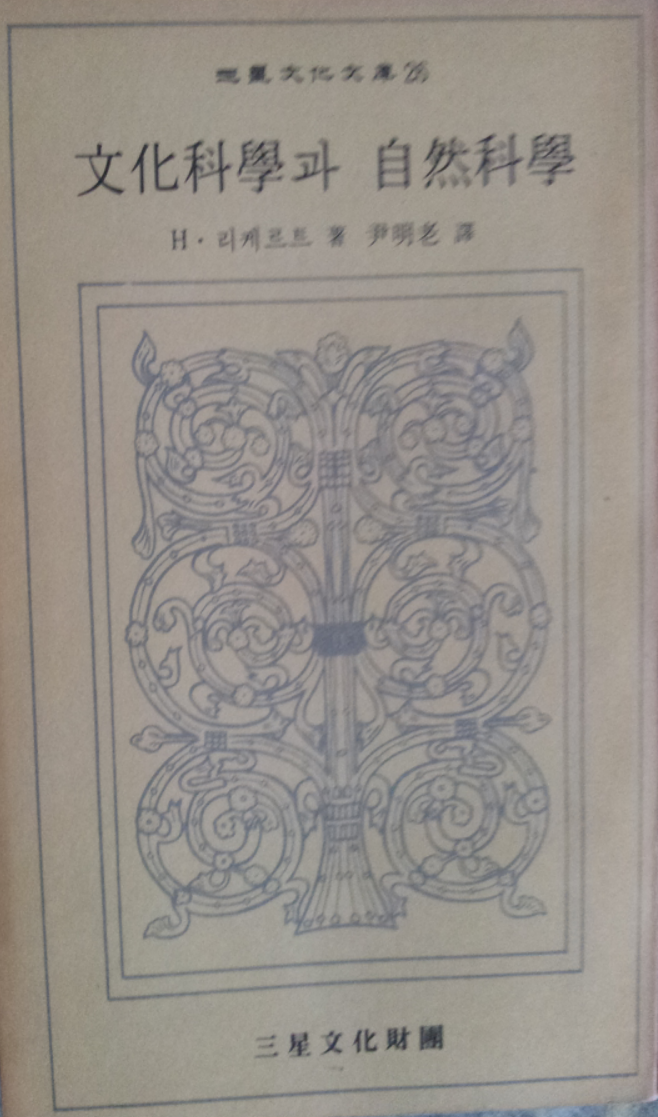 三星文化文庫 26
文化科學과 自然科學
H·리케르트 著 尹明老 譯
三星文化財團